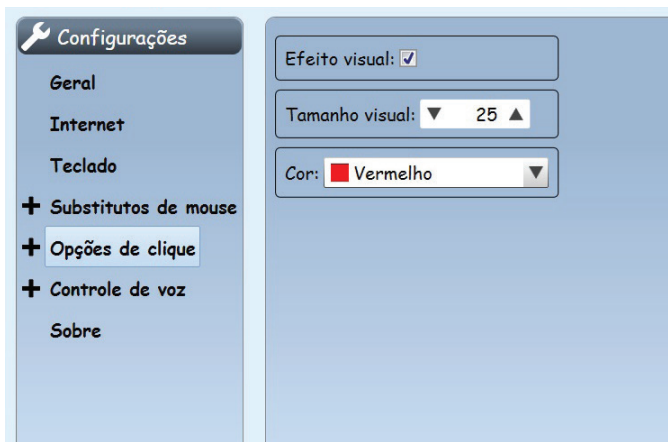 Configurações
Geral
Internet
Teclado
Substitutos de mouse
Opções de clique
Controle de voz
Sobre
Efeito visual:
Tamanho visual: 25
Cor: Vermelho